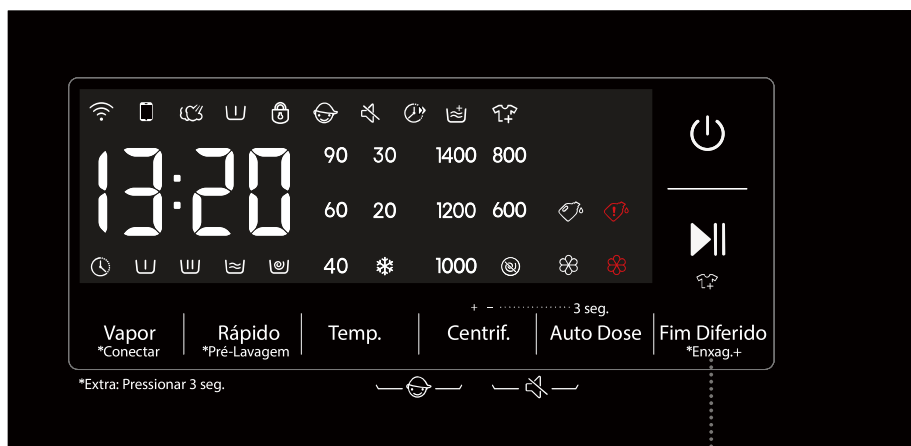 90 30 1400 800
13:20
60 20 1200 600
40 1000
+ - 3 seg.
Vapor Rápido Temp. Centrif. Auto Dose Fim Diferido
*Conectar *Pré-Lavagem *Enxag.+
*Extra: Pressionar 3 seg.